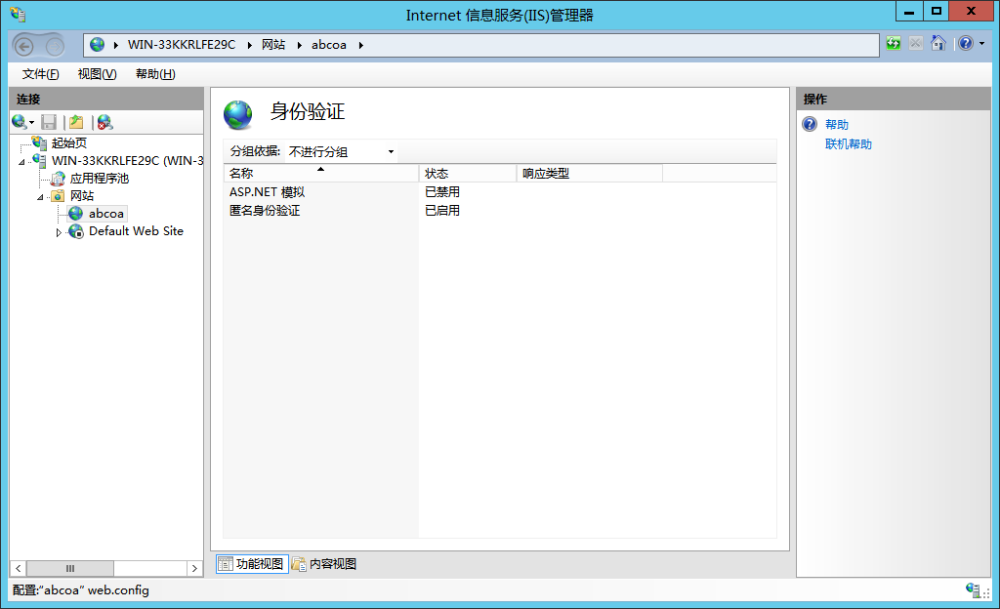 Internet 信息服务(IIS)管理器
WIN-33KKRLFE29C 网站 abcoa
文件(F) 视图(V) 帮助(H)
连接
起始页
WIN-33KKRLFE29C (WIN-3
应用程序池
网站
abcoa
Default Web Site
身份验证
分组依据: 不进行分组
名称 状态 响应类型
ASP.NET 模拟 已禁用
匿名身份验证 已启用
功能视图 内容视图
操作
帮助
联机帮助
配置:"abcoa" web.config